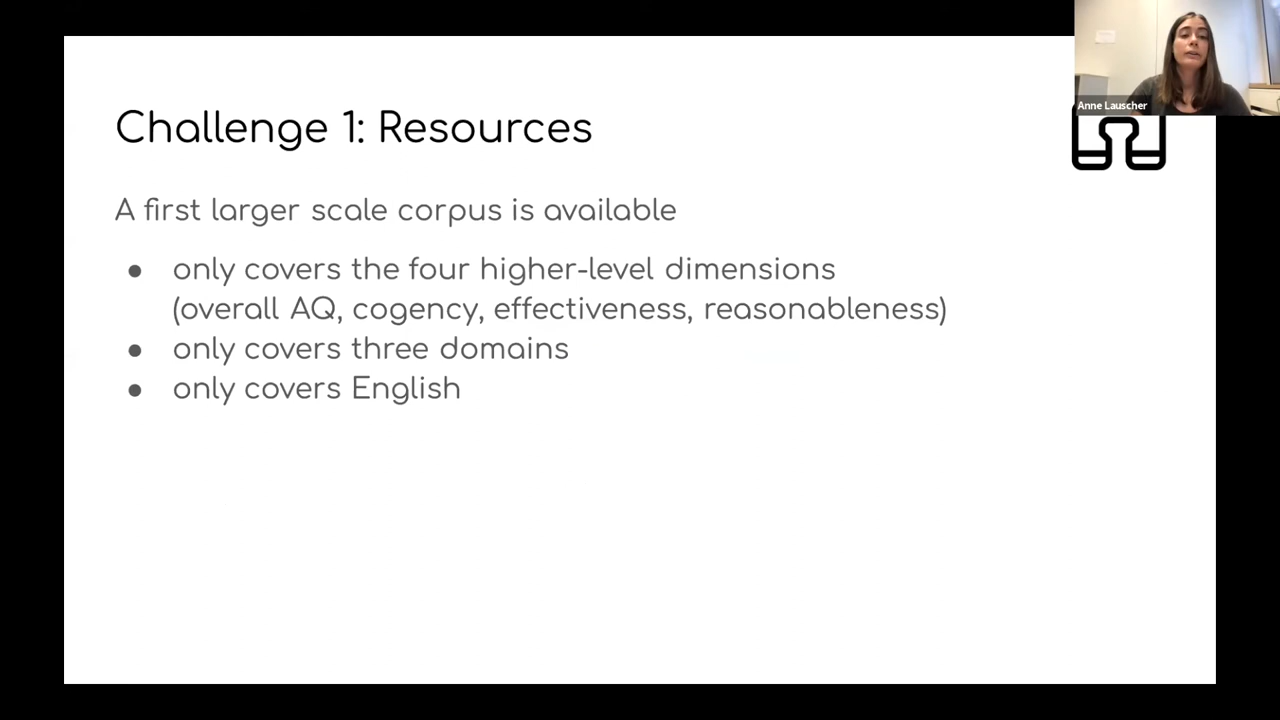 Anne Lauscher
Challenge 1: Resources
A first larger scale corpus is available
● only covers the four higher-level dimensions
(overall AQ, cogency, effectiveness, reasonableness)
● only covers three domains
● only covers English